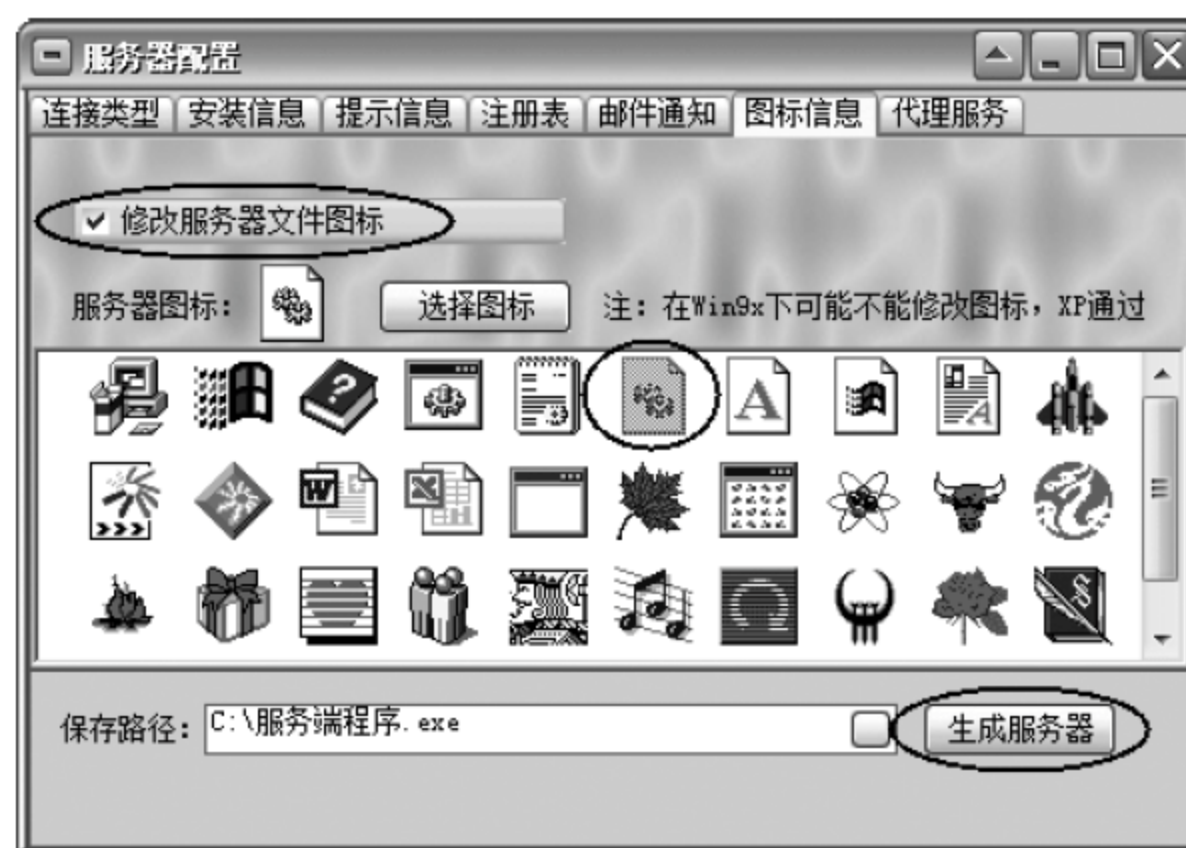 服务器配置
连接类型 安装信息 提示信息 注册表 邮件通知 图标信息 代理服务
修改服务器文件图标
服务器图标: 选择图标 注: 在Win9x下可能不能修改图标, XP通过
保存路径: C:\服务端程序.exe 生成服务器